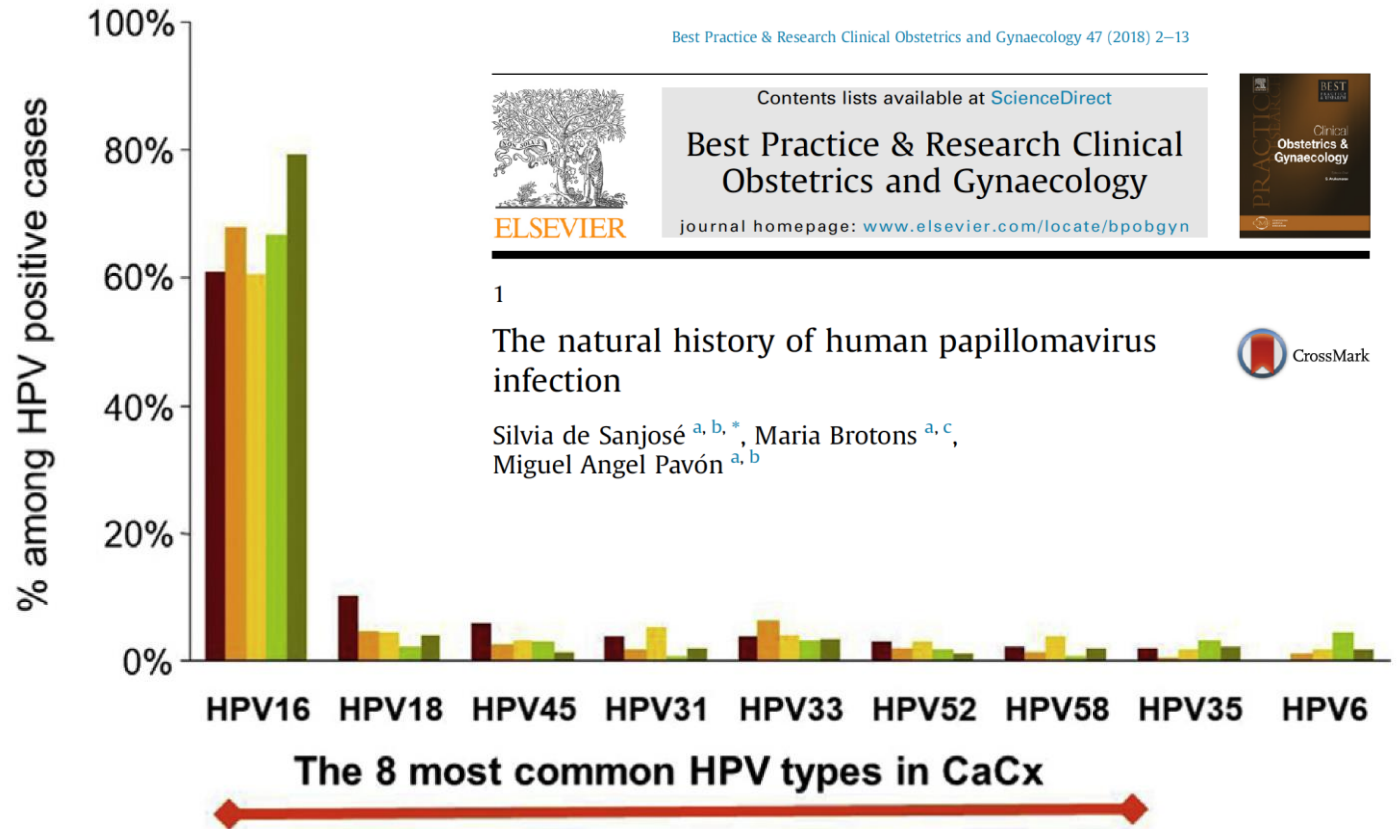 Best Practice & Research Clinical Obstetrics and Gynaecology 47 (2018) 2–13
Contents lists available at ScienceDirect
Best Practice & Research Clinical
Obstetrics and Gynaecology
journal homepage: www.elsevier.com/locate/bpobgyn
ELSEVIER
BEST
Clinical
Obstetrics &
Gynaecology
1
The natural history of human papillomavirus
infection
CrossMark
Silvia de Sanjosé a, b, *, Maria Brotons a, c,
Miguel Angel Pavón a, b
% among HPV positive cases
100%
80%
60%
40%
20%
0%
HPV16 HPV18 HPV45 HPV31 HPV33 HPV52 HPV58 HPV35 HPV6
The 8 most common HPV types in CaCx